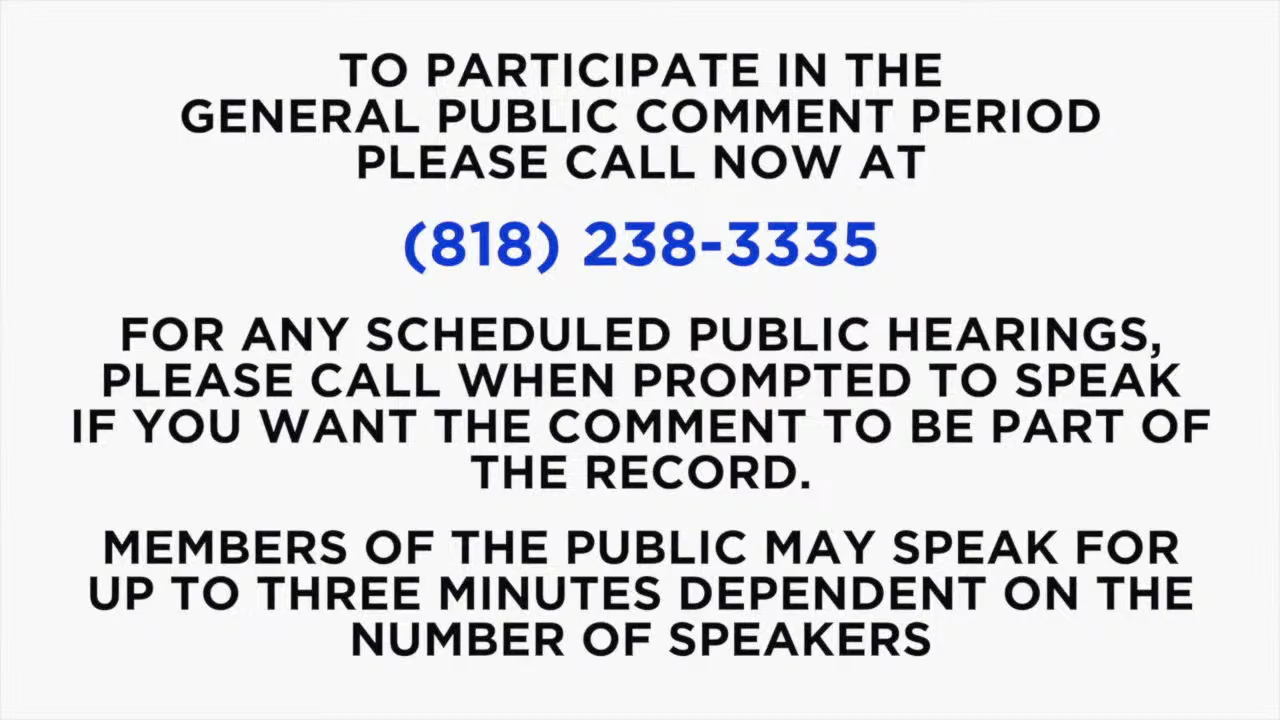 TO PARTICIPATE IN THE
GENERAL PUBLIC COMMENT PERIOD
PLEASE CALL NOW AT
(818) 238-3335
FOR ANY SCHEDULED PUBLIC HEARINGS,
PLEASE CALL WHEN PROMPTED TO SPEAK
IF YOU WANT THE COMMENT TO BE PART OF
THE RECORD.
MEMBERS OF THE PUBLIC MAY SPEAK FOR
UP TO THREE MINUTES DEPENDENT ON THE
NUMBER OF SPEAKERS